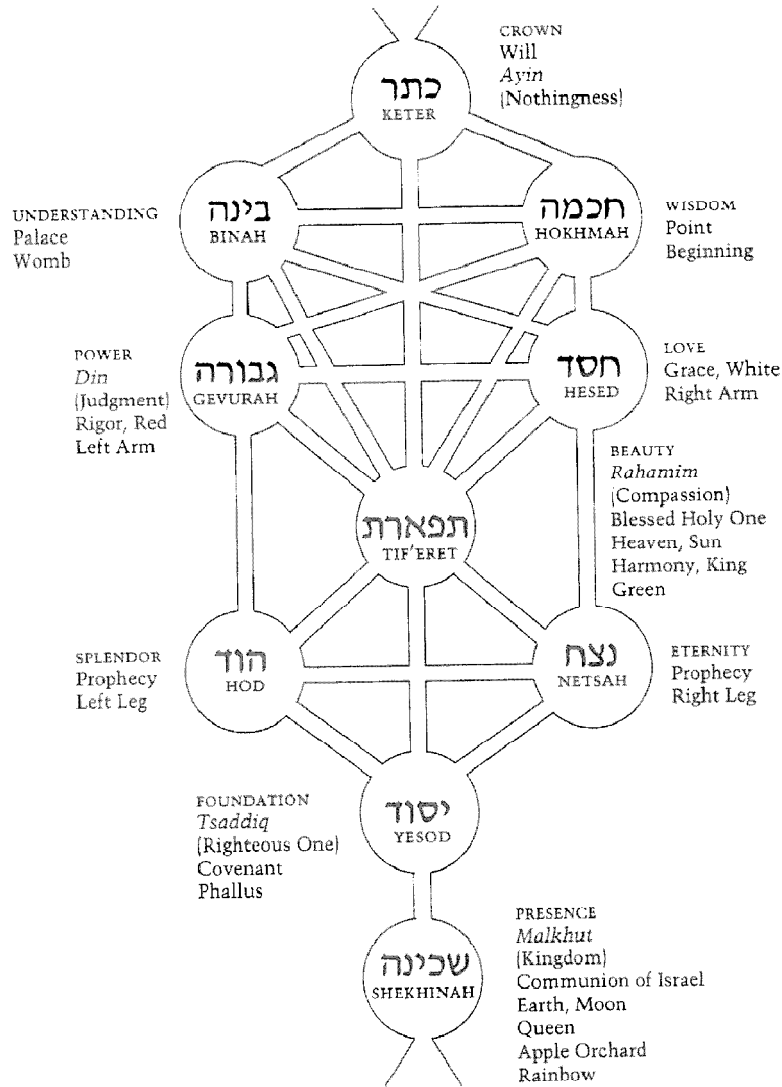 CROWN
Will
Ayin
(Nothingness)
כתר
KETER
UNDERSTANDING
Palace
Womb
בינה
BINAH
חכמה
HOKHMAH
WISDOM
Point
Beginning
POWER
Din
(Judgment)
Rigor, Red
Left Arm
גבורה
GEVURAH
חסד
HESED
LOVE
Grace, White
Right Arm
BEAUTY
Rahamim
(Compassion)
Blessed Holy One
Heaven, Sun
Harmony, King
Green
תפארת
TIF'ERET
SPLENDOR
Prophecy
Left Leg
הוד
HOD
נצח
NETSAH
ETERNITY
Prophecy
Right Leg
FOUNDATION
Tsaddiq
(Righteous One)
Covenant
Phallus
יסוד
YESOD
שכינה
SHEKHINAH
PRESENCE
Malkhut
(Kingdom)
Communion of Israel
Earth, Moon
Queen
Apple Orchard
Rainbow